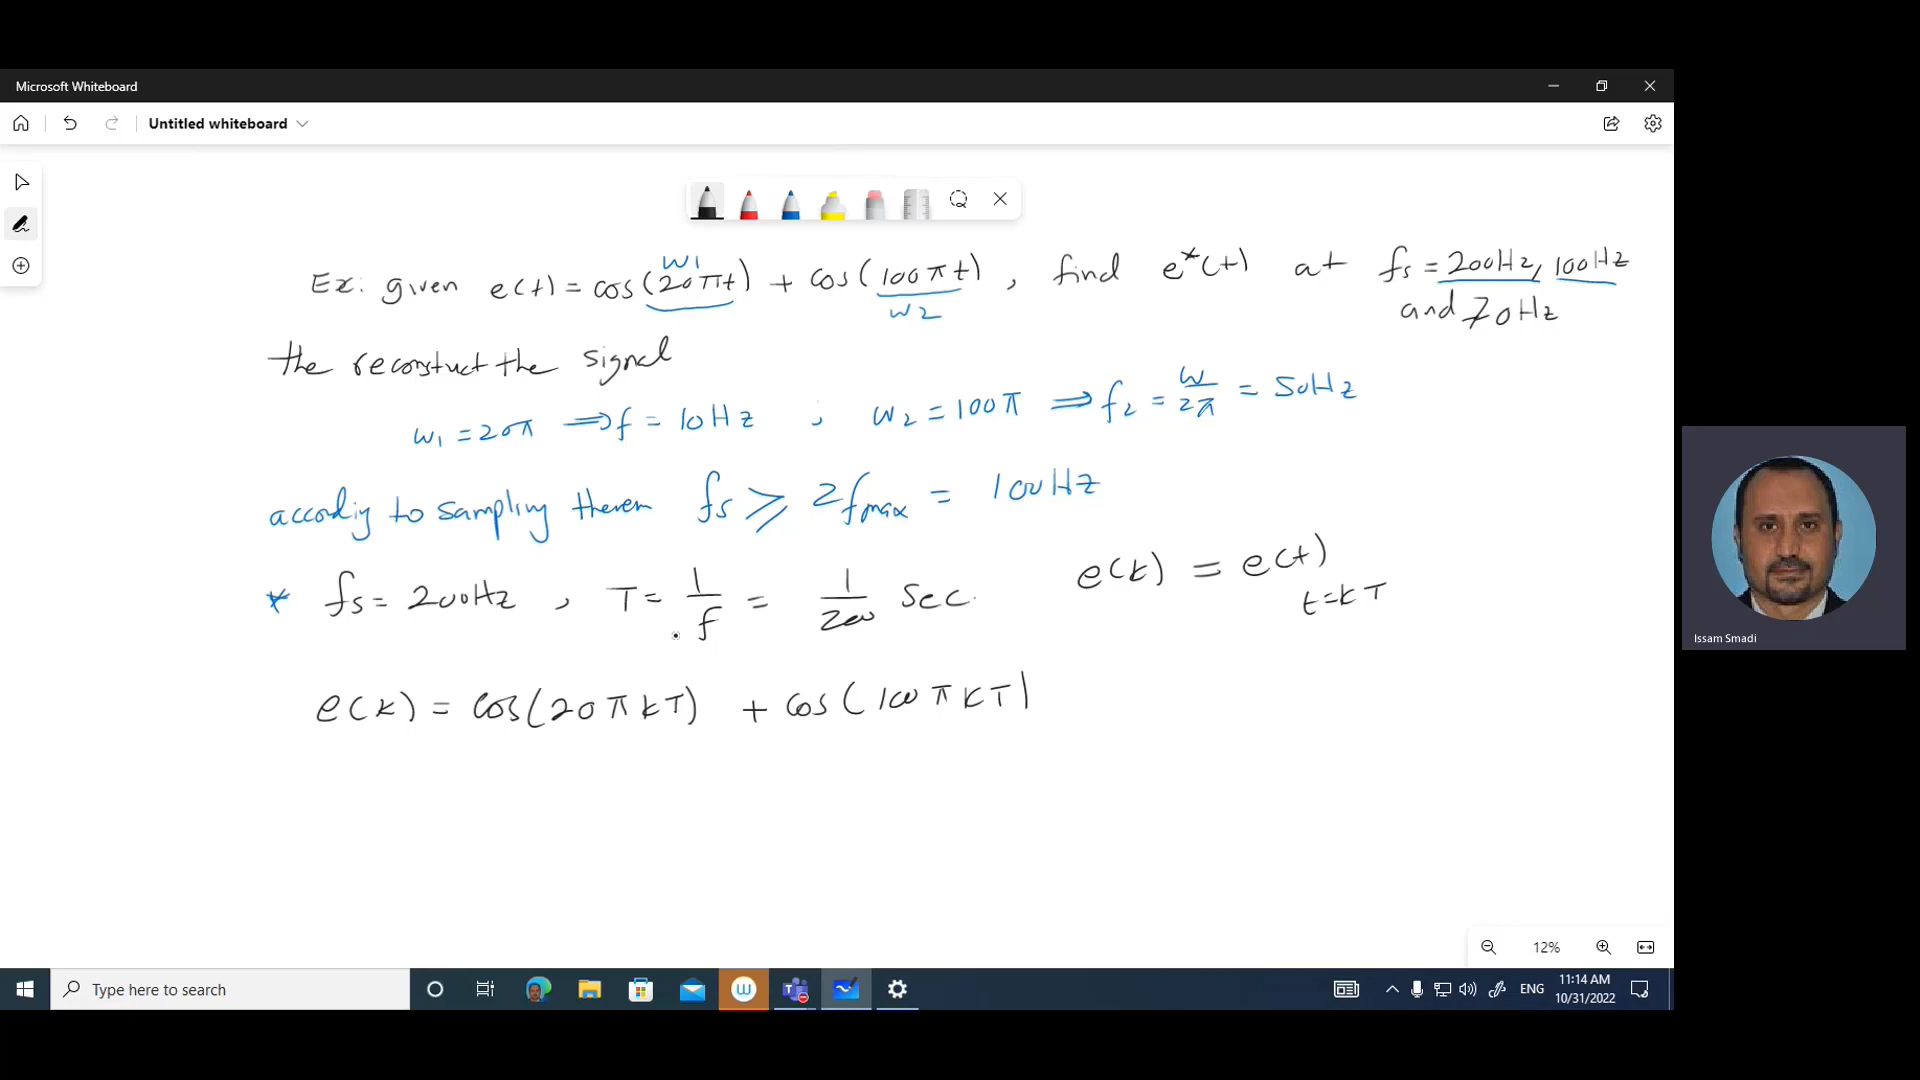 Microsoft Whiteboard
Untitled whiteboard
Ex: given e(t) = cos(20πt) + cos(100πt) , find e*(t) at fs = 200Hz, 100Hz
w1
w2
and 70Hz
the reconstruct the signal
w1 = 20π ⇒ f = 10Hz ; w2 = 100π ⇒ f2 = w/2π = 50Hz
accordig to sampling therem fs ≥ 2fmax = 100Hz
* fs = 200Hz , T = 1/f = 1/200 Sec. e(k) = e(t)
t=kT
e(k) = cos(20πkT) + cos(100πkT)
Issam Smadi
12%
Type here to search
W
T
ENG
11:14 AM
10/31/2022